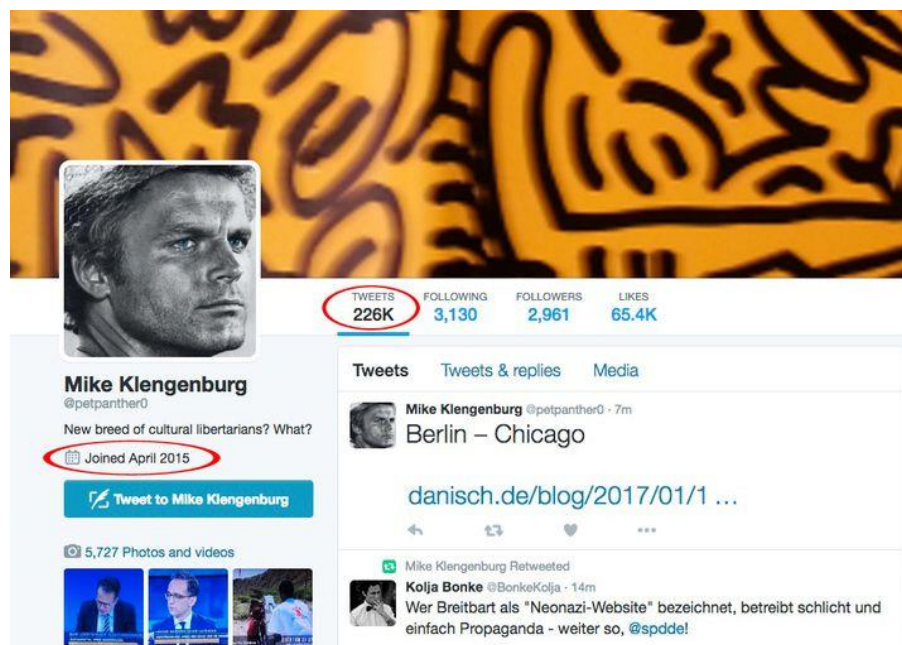 TWEETS FOLLOWING FOLLOWERS LIKES
226K 3,130 2,961 65.4K
Mike Klengenburg
@petpanther0
New breed of cultural libertarians? What?
Joined April 2015
Tweet to Mike Klengenburg
5,727 Photos and videos
Tweets Tweets & replies Media
Mike Klengenburg @petpanther0 · 7m
Berlin – Chicago
danisch.de/blog/2017/01/1 ...
Mike Klengenburg Retweeted
Kolja Bonke @BonkeKolja · 14m
Wer Breitbart als "Neonazi-Website" bezeichnet, betreibt schlicht und
einfach Propaganda - weiter so, @spdde!